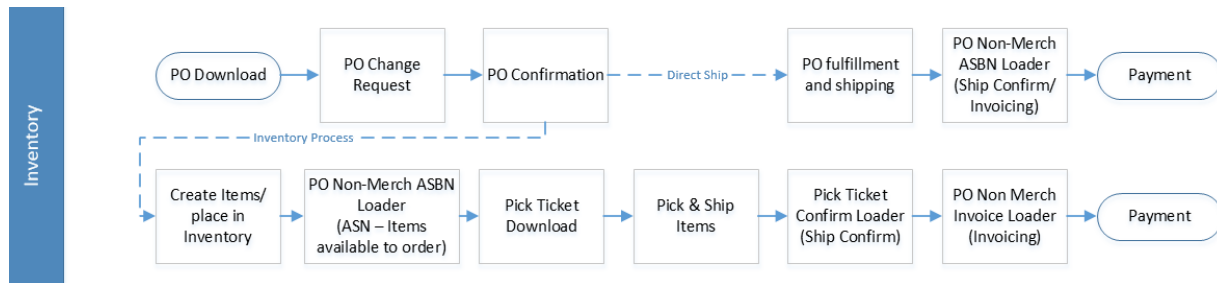 Inventory
PO Download
PO Change
Request
PO Confirmation
Direct Ship
PO fulfillment
and shipping
PO Non-Merch
ASBN Loader
(Ship Confirm/
Invoicing)
Payment
Inventory Process
Create Items/
place in
Inventory
PO Non-Merch ASBN
Loader
(ASN – Items
available to order)
Pick Ticket
Download
Pick & Ship
Items
Pick Ticket
Confirm Loader
(Ship Confirm)
PO Non Merch
Invoice Loader
(Invoicing)
Payment